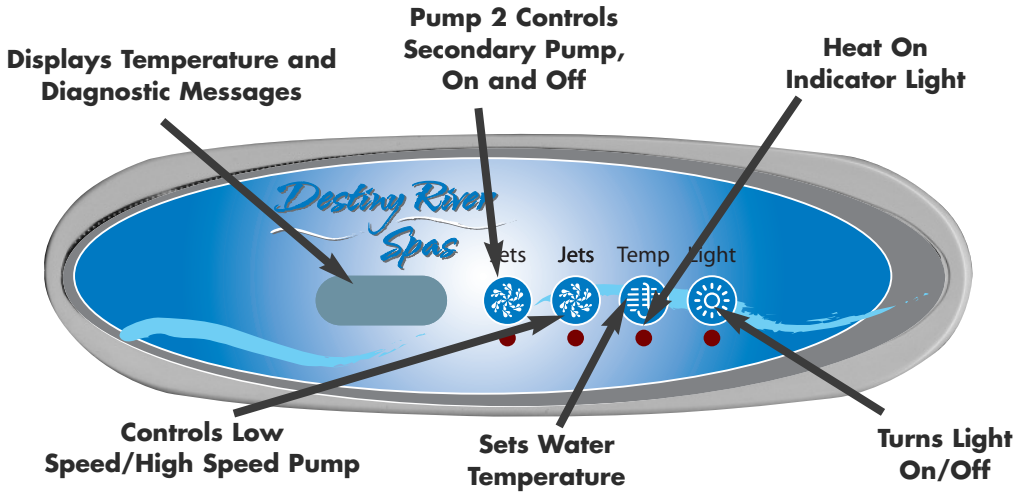 Pump 2 Controls
Secondary Pump,
On and Off
Displays Temperature and
Diagnostic Messages
Heat On
Indicator Light
Destiny River
Spas
Jets
Jets
Temp
Light
Controls Low
Speed/High Speed Pump
Sets Water
Temperature
Turns Light
On/Off